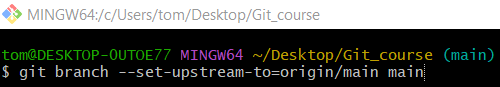 MINGW64:/c/Users/tom/Desktop/Git_course
tom@DESKTOP-OUTOE77 MINGW64 ~/Desktop/Git_course (main)
$ git branch --set-upstream-to=origin/main main